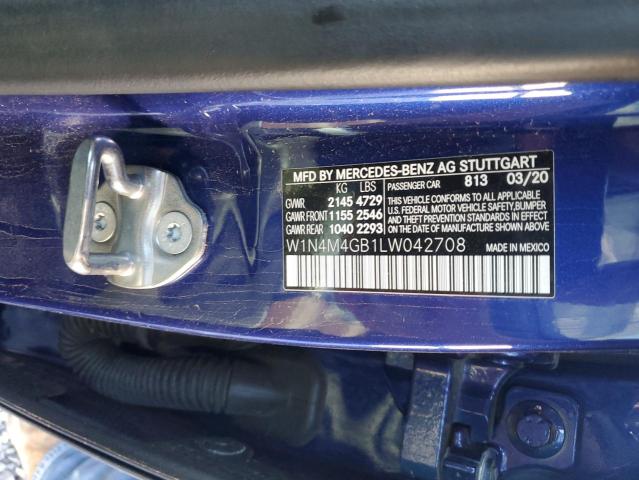 MFD BY MERCEDES-BENZ AG STUTTGART
KG LBS PASSENGER CAR 813 03/20
GVWR 2145 4729
GAWR FRONT 1155 2546
GAWR REAR 1040 2293
THIS VEHICLE CONFORMS TO ALL APPLICABLE
U.S. FEDERAL MOTOR VEHICLE SAFETY,BUMPER
AND THEFT PREVENTION STANDARDS IN EFFECT
ON THE DATE OF MANUFACTURE SHOWN ABOVE.
W1N4M4GB1LW042708 MADE IN MEXICO